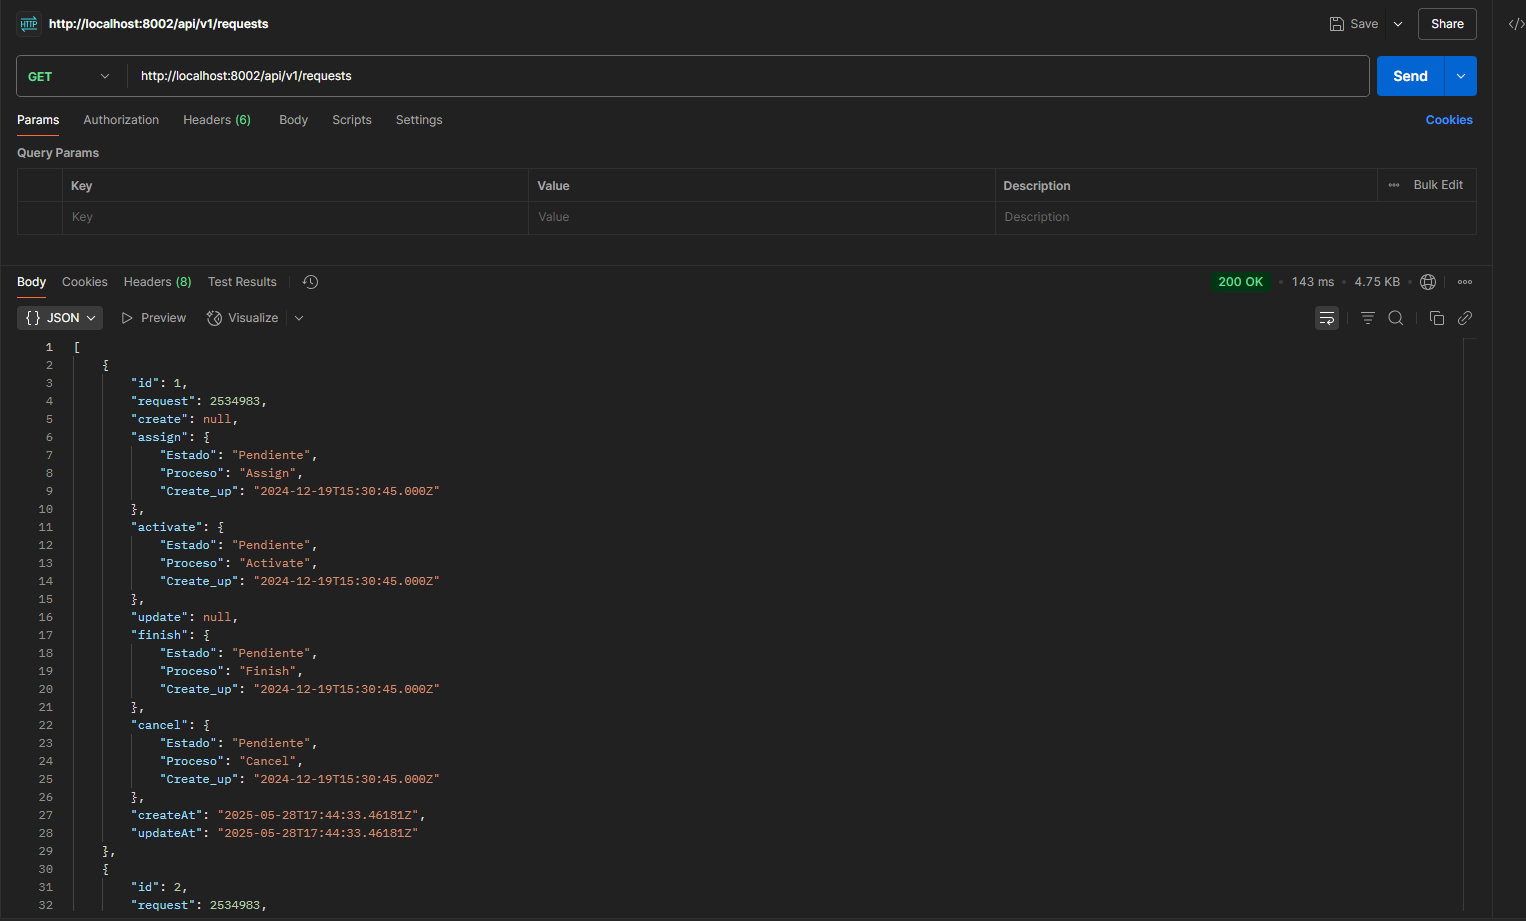 HTTP http://localhost:8002/api/v1/requests Save Share </>
GET http://localhost:8002/api/v1/requests Send
Params Authorization Headers (6) Body Scripts Settings Cookies
Query Params
Key Value Description Bulk Edit
Key Value Description
Body Cookies Headers (8) Test Results 200 OK • 143 ms • 4.75 KB •
{} JSON Preview Visualize
1 [
2 {
3 "id": 1,
4 "request": 2534983,
5 "create": null,
6 "assign": {
7 "Estado": "Pendiente",
8 "Proceso": "Assign",
9 "Create_up": "2024-12-19T15:30:45.000Z"
10 },
11 "activate": {
12 "Estado": "Pendiente",
13 "Proceso": "Activate",
14 "Create_up": "2024-12-19T15:30:45.000Z"
15 },
16 "update": null,
17 "finish": {
18 "Estado": "Pendiente",
19 "Proceso": "Finish",
20 "Create_up": "2024-12-19T15:30:45.000Z"
21 },
22 "cancel": {
23 "Estado": "Pendiente",
24 "Proceso": "Cancel",
25 "Create_up": "2024-12-19T15:30:45.000Z"
26 },
27 "createAt": "2025-05-28T17:44:33.46181Z",
28 "updateAt": "2025-05-28T17:44:33.46181Z"
29 },
30 {
31 "id": 2,
32 "request": 2534983,